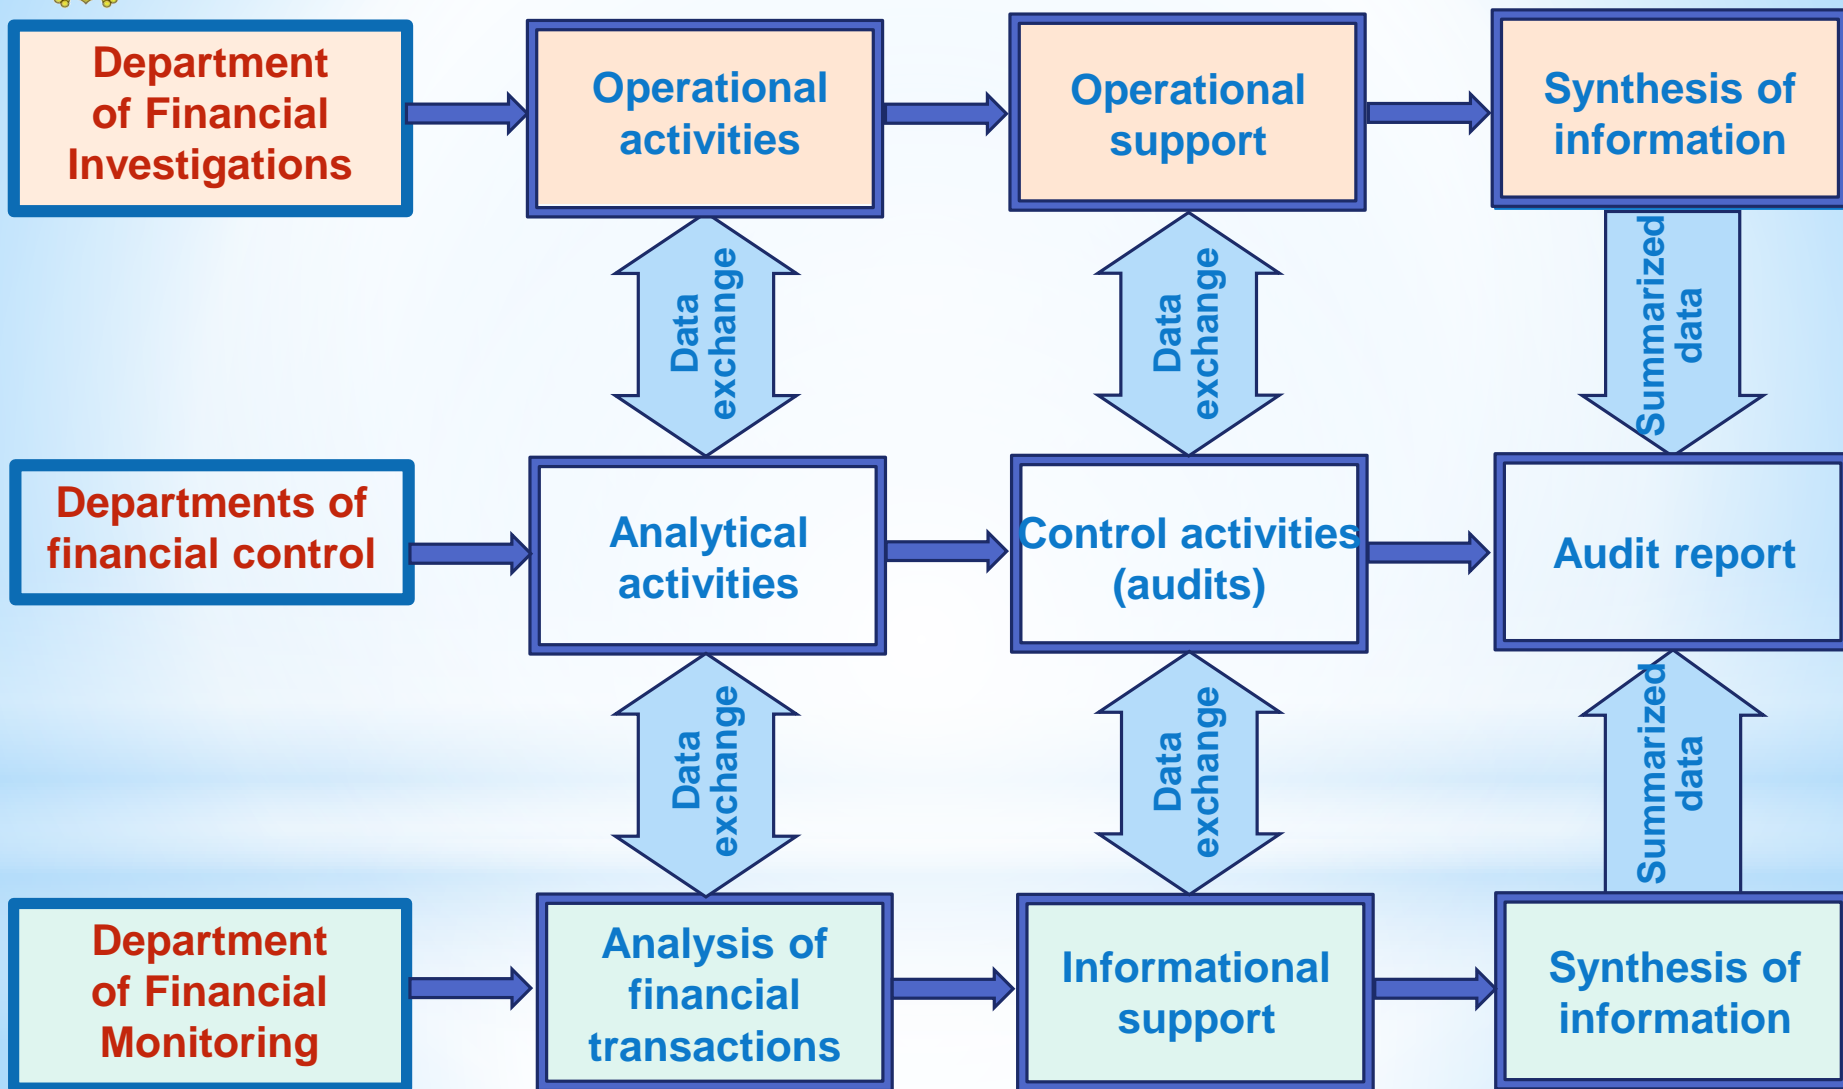 Department
of Financial
Investigations
Operational
activities
Operational
support
Synthesis of
information
Data
exchange
Data
exchange
Summarized
data
Departments of
financial control
Analytical
activities
Control activities
(audits)
Audit report
Data
exchange
Data
exchange
Summarized
data
Department
of Financial
Monitoring
Analysis of
financial
transactions
Informational
support
Synthesis of
information